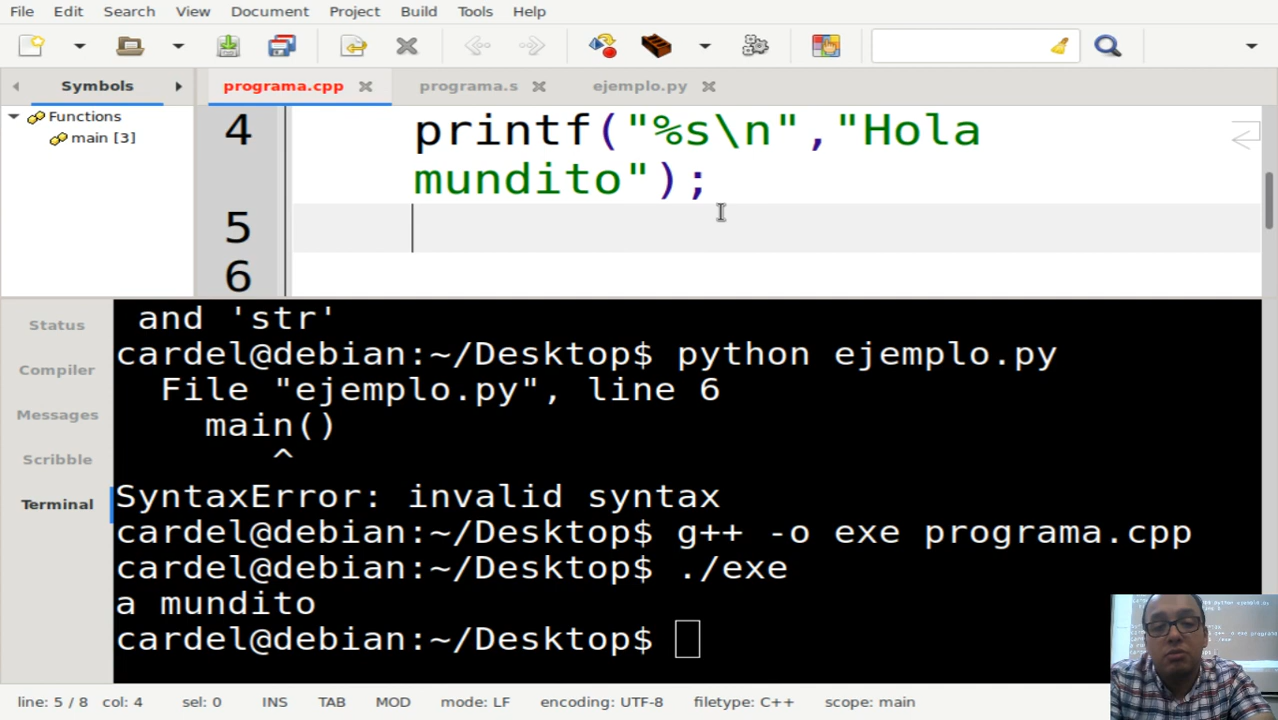 File Edit Search View Document Project Build Tools Help
Symbols programa.cpp programa.s ejemplo.py
Functions
main [3]
4 printf("%s\n","Hola
mundito");
5
6
Status
Compiler
Messages
Scribble
Terminal
and 'str'
cardel@debian:~/Desktop$ python ejemplo.py
File "ejemplo.py", line 6
main()
^
SyntaxError: invalid syntax
cardel@debian:~/Desktop$ g++ -o exe programa.cpp
cardel@debian:~/Desktop$ ./exe
a mundito
cardel@debian:~/Desktop$
line: 5 / 8 col: 4 sel: 0 INS TAB MOD mode: LF encoding: UTF-8 filetype: C++ scope: main